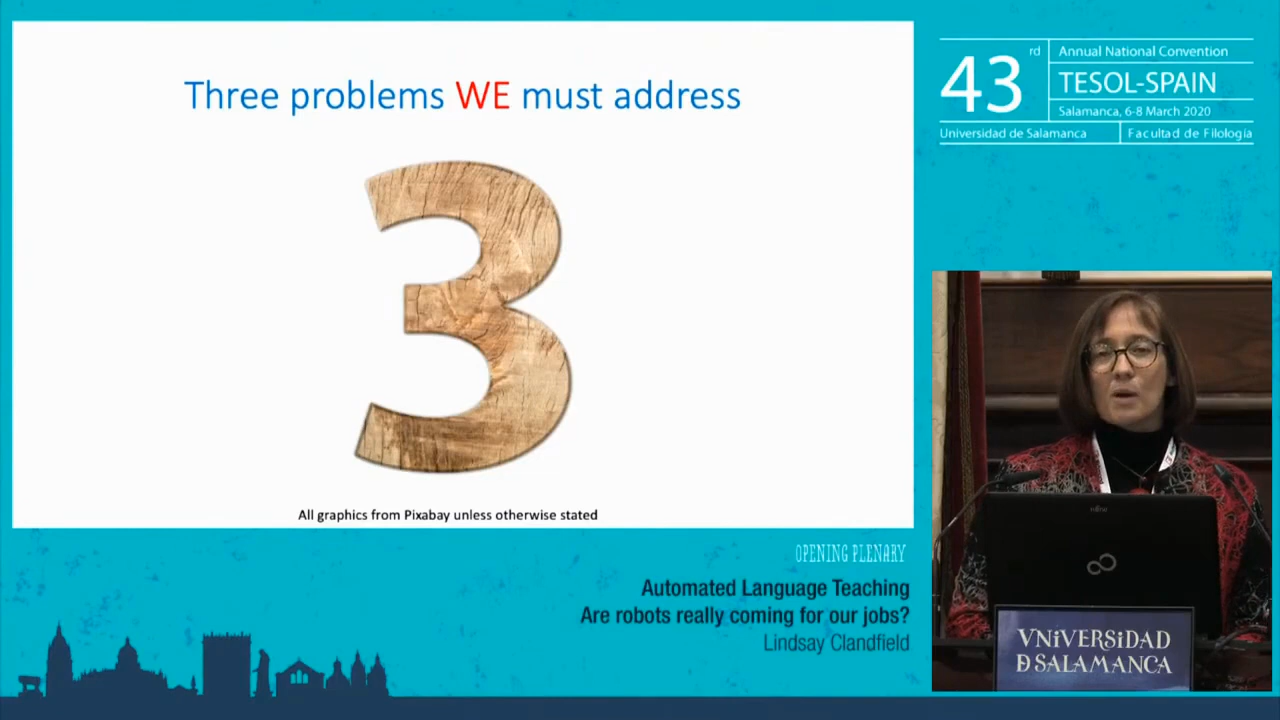 Three problems WE must address
3
All graphics from Pixabay unless otherwise stated
43rd
Annual National Convention
TESOL-SPAIN
Salamanca, 6-8 March 2020
Universidad de Salamanca
Facultad de Filología
FUJITSU
VNiVERSiDAD
D SALAMANCA
OPENING PLENARY
Automated Language Teaching
Are robots really coming for our jobs?
Lindsay Clandfield